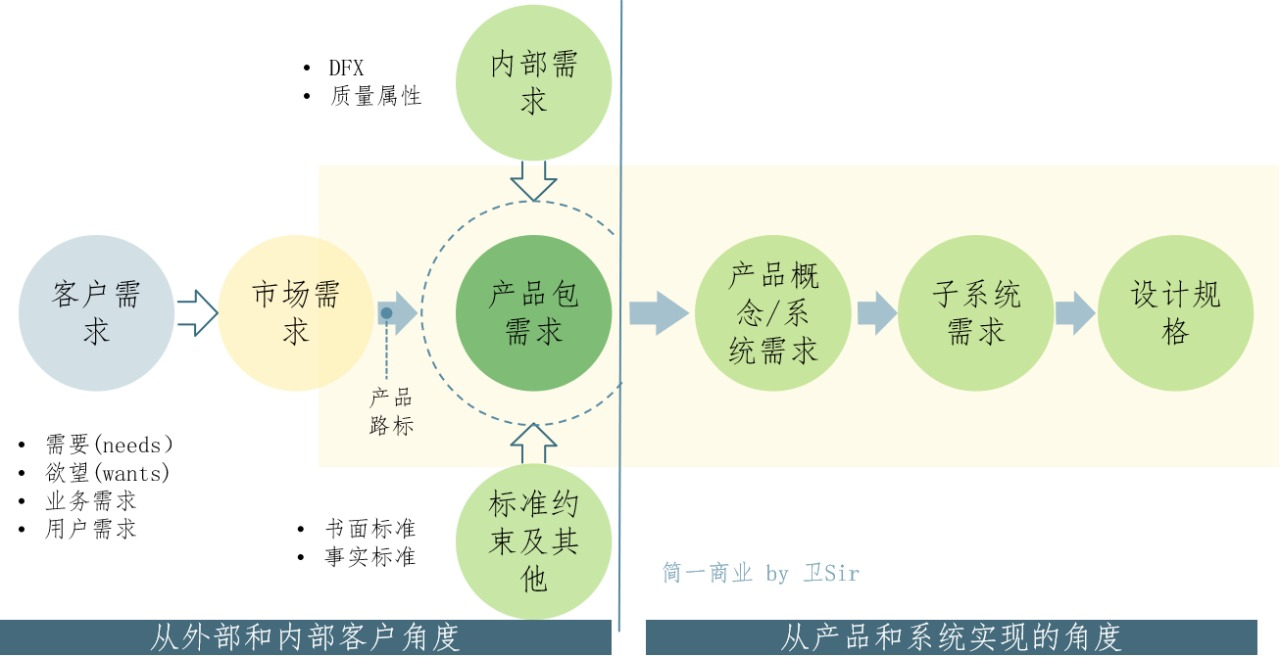 内部需
求
• DFX
• 质量属性
客户需
求
市场需
求
产品
路标
产品包
需求
产品概
念/系
统需求
子系统
需求
设计规
格
• 需要(needs）
• 欲望(wants)
• 业务需求
• 用户需求
• 书面标准
• 事实标准
标准约
束及其
他
简一商业 by 卫Sir
从外部和内部客户角度
从产品和系统实现的角度